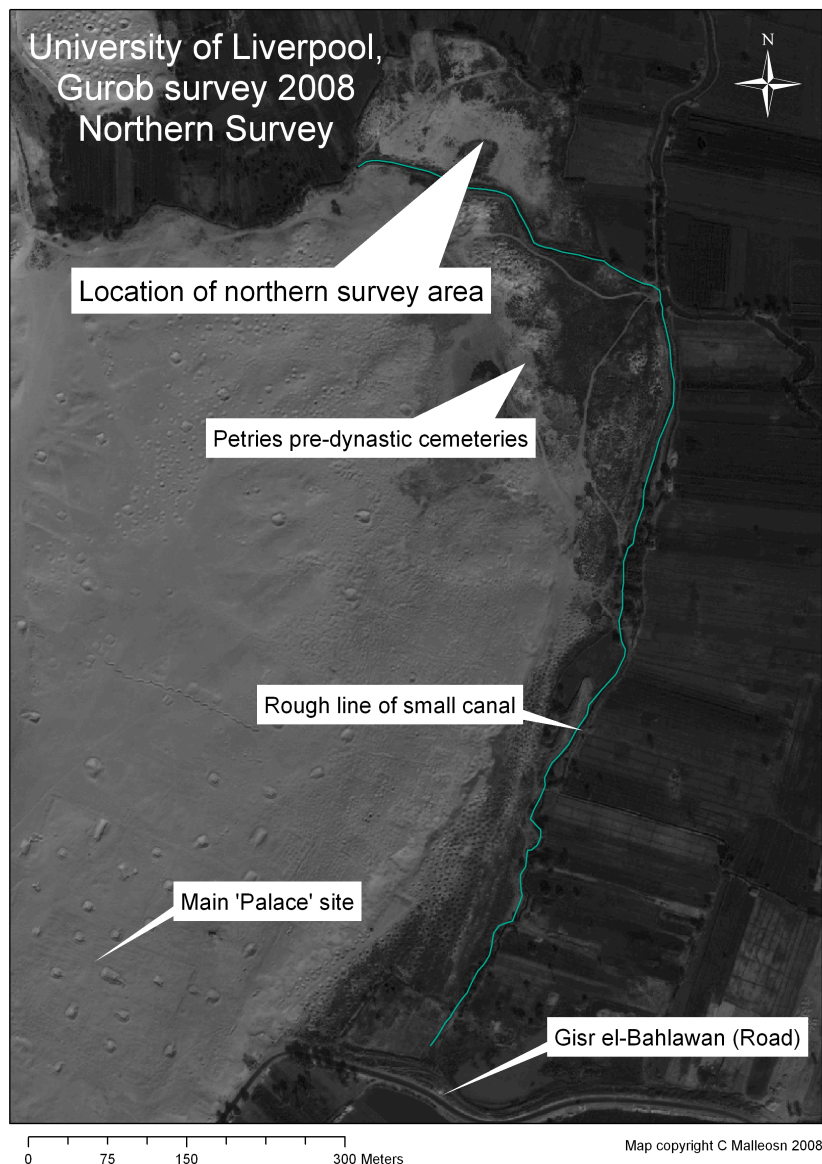 University of Liverpool,
Gurob survey 2008
Northern Survey
N
Location of northern survey area
Petries pre-dynastic cemeteries
Rough line of small canal
Main 'Palace' site
Gisr el-Bahlawan (Road)
0 75 150 300 Meters
Map copyright C Malleosn 2008